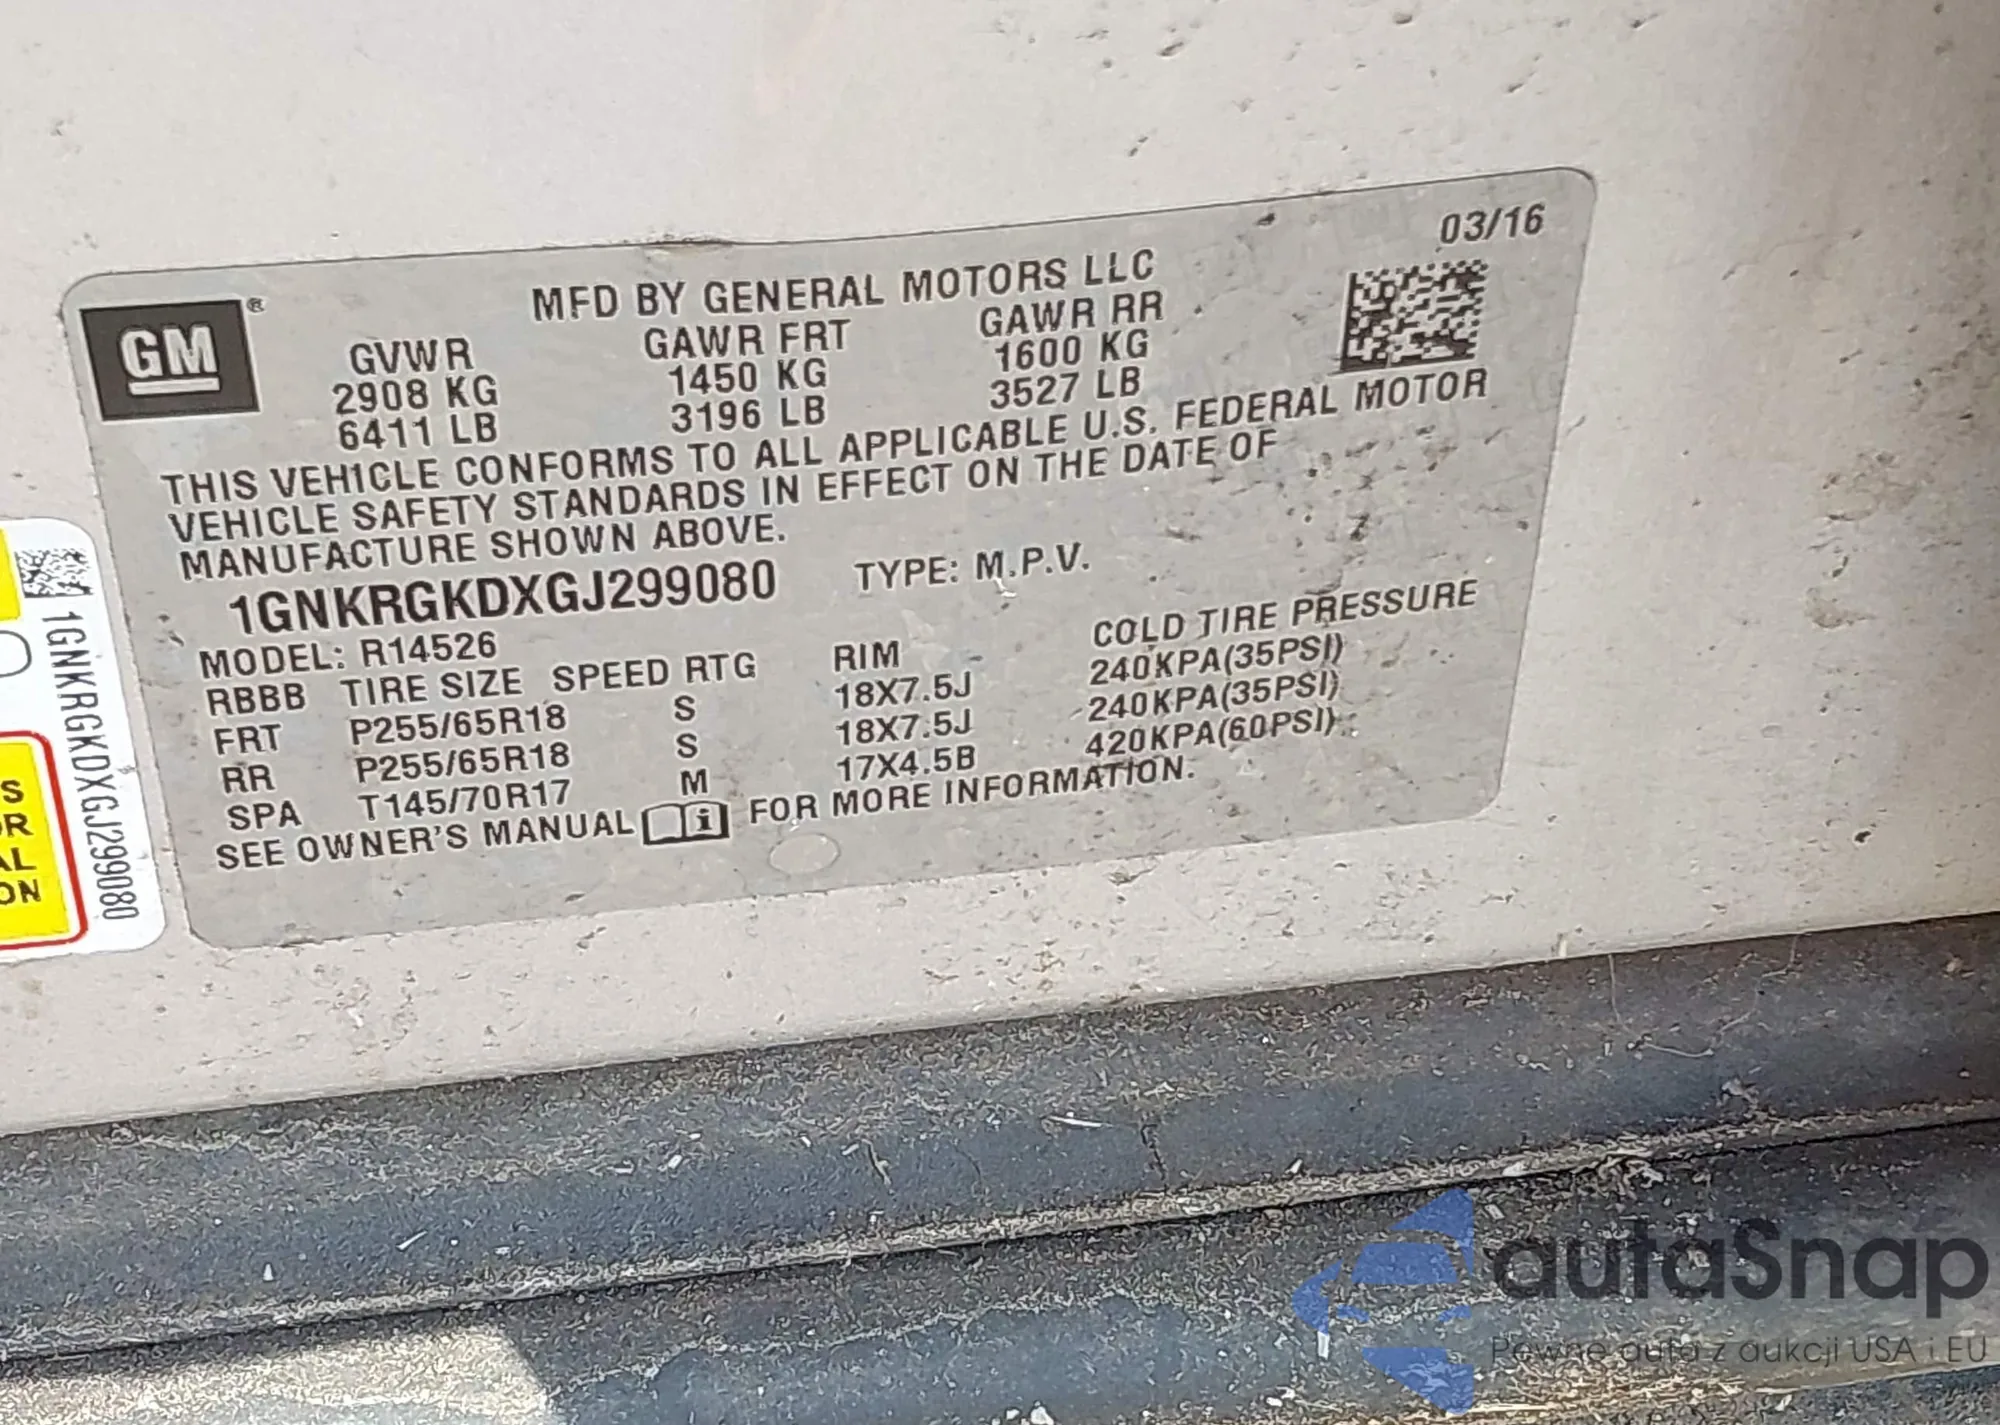 03/16
MFD BY GENERAL MOTORS LLC
GM®
GVWR GAWR FRT GAWR RR
2908 KG 1450 KG 1600 KG
6411 LB 3196 LB 3527 LB
THIS VEHICLE CONFORMS TO ALL APPLICABLE U.S. FEDERAL MOTOR
VEHICLE SAFETY STANDARDS IN EFFECT ON THE DATE OF
MANUFACTURE SHOWN ABOVE.
1GNKRGKDXGJ299080 TYPE: M.P.V.
MODEL: R14526
RBBB TIRE SIZE SPEED RTG RIM COLD TIRE PRESSURE
FRT P255/65R18 S 18X7.5J 240KPA(35PSI)
RR P255/65R18 S 18X7.5J 240KPA(35PSI)
SPA T145/70R17 M 17X4.5B 420KPA(60PSI)
SEE OWNER'S MANUAL i FOR MORE INFORMATION.
1GNKRGKDXGJ299080
S
OR
AL
ON
autaSnap
Pewne auta z aukcji USA i EU